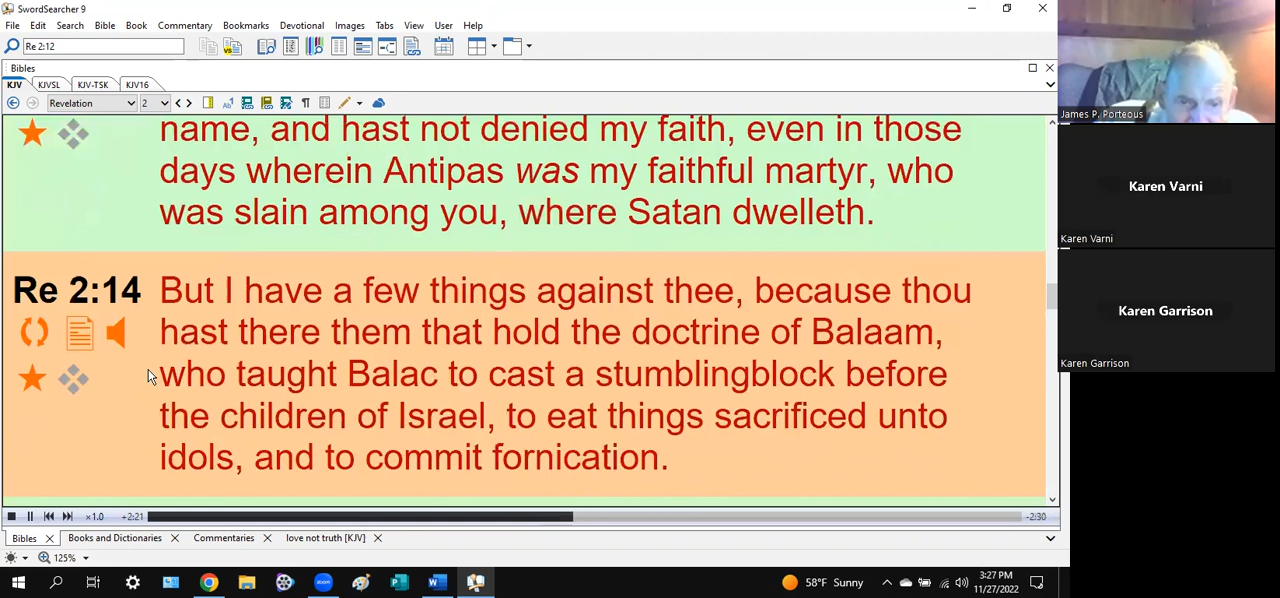 SwordSearcher 9
File Edit Search Bible Book Commentary Bookmarks Devotional Images Tabs View User Help
Re 2:12
Bibles
KJV KJVSL KJV-TSK KJV16
Revelation 2
name, and hast not denied my faith, even in those
days wherein Antipas was my faithful martyr, who
was slain among you, where Satan dwelleth.
Re 2:14 But I have a few things against thee, because thou
hast there them that hold the doctrine of Balaam,
who taught Balac to cast a stumblingblock before
the children of Israel, to eat things sacrificed unto
idols, and to commit fornication.
×1.0 +2:21 -2:30
Bibles Books and Dictionaries Commentaries love not truth [KJV]
125%
58°F Sunny
3:27 PM
11/27/2022
James P. Porteous
Karen Varni
Karen Varni
Karen Garrison
Karen Garrison